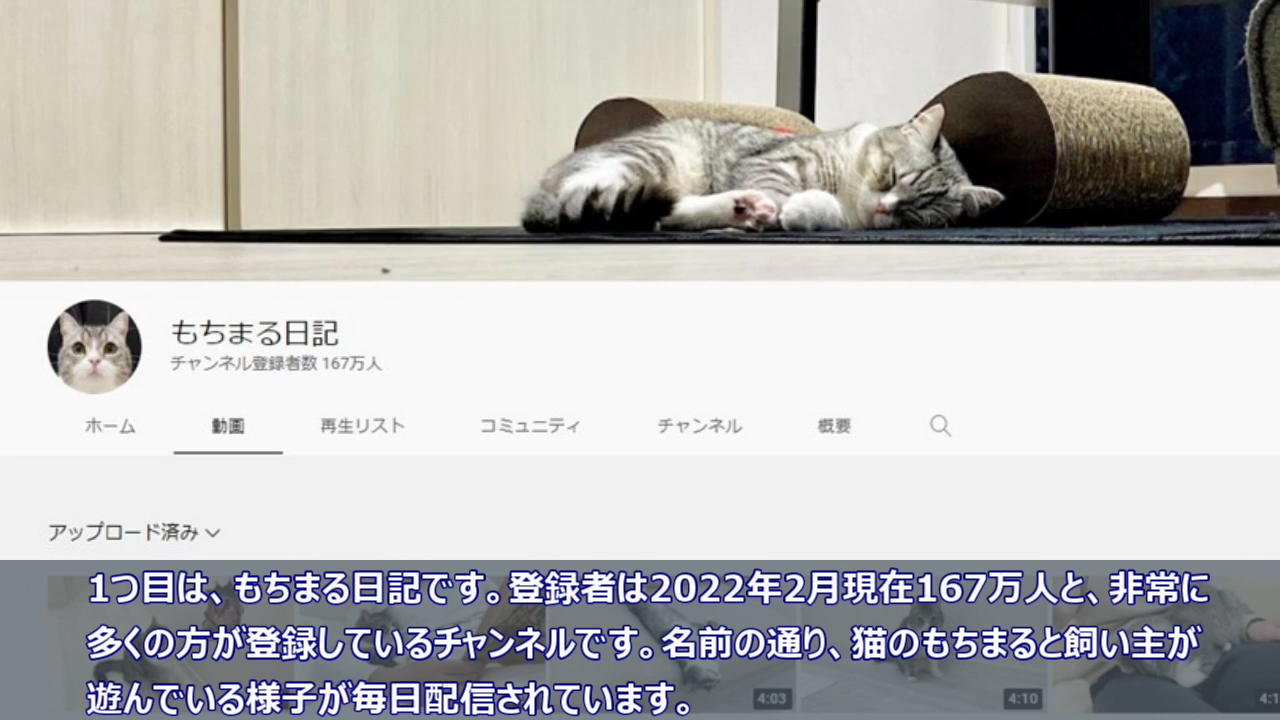 もちまる日記
チャンネル登録者数 167万人
ホーム 動画 再生リスト コミュニティ チャンネル 概要
アップロード済み
1つ目は、もちまる日記です。登録者は2022年2月現在167万人と、非常に
多くの方が登録しているチャンネルです。名前の通り、猫のもちまると飼い主が
遊んでいる様子が毎日配信されています。
4:03 4:10